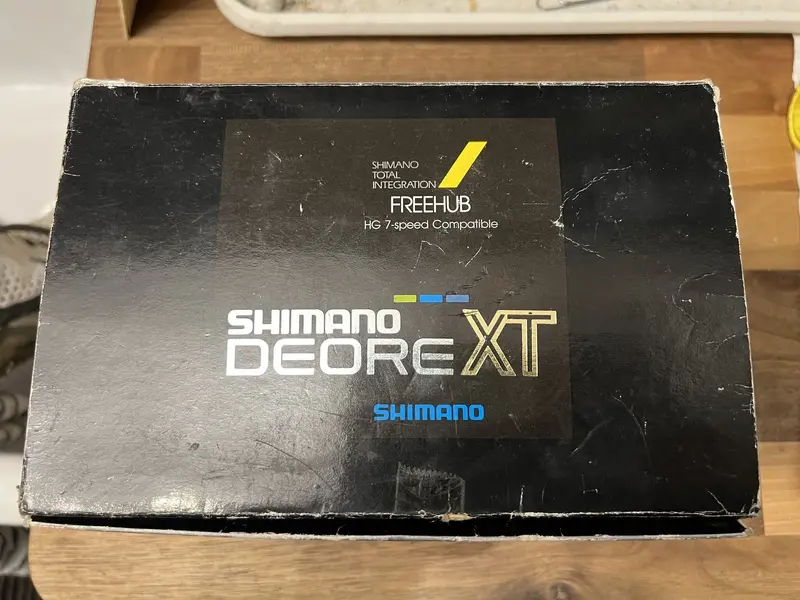 SHIMANO
TOTAL
INTEGRATION
FREEHUB
HG 7-speed Compatible
SHIMANO
DEORE XT
SHIMANO